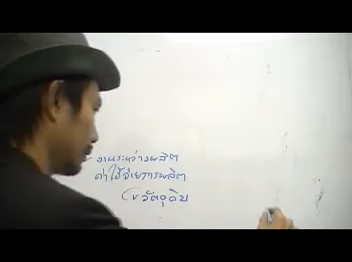 งานระหว่างผลิต
ค่าใช้จ่ายการผลิต
วัตถุดิบ